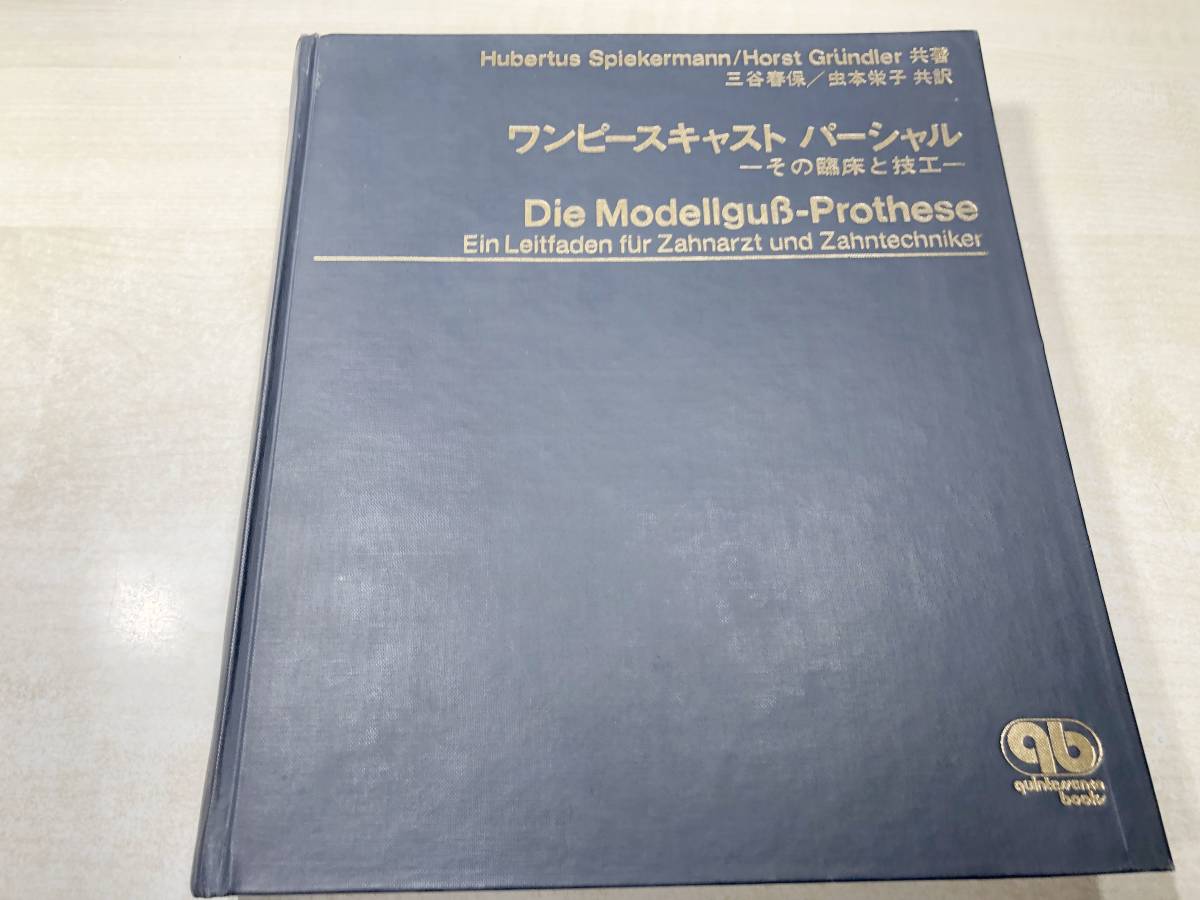 Hubertus Spiekermann/Horst Gründler 共著
三谷春保／虫本栄子 共訳
ワンピースキャスト パーシャル
―その臨床と技工―
Die Modellguß-Prothese
Ein Leitfaden für Zahnarzt und Zahntechniker
qb
quintessence
books